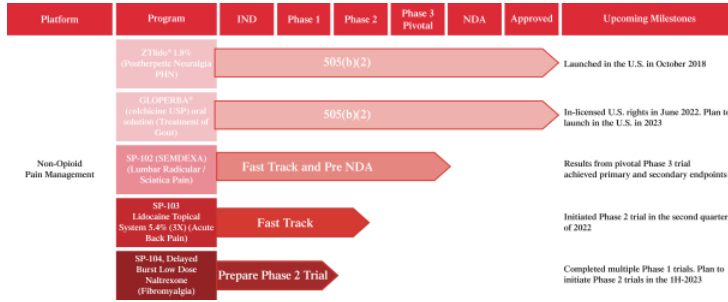 Platform Program IND Phase 1 Phase 2 Phase 3 Pivotal NDA Approved Upcoming Milestones
ZTlido® 1.8%
(Postherpetic Neuralgia
PHN)
505(b)(2)
Launched in the U.S. in October 2018
GLOPERBA®
(colchicine USP) oral
solution (Treatment of
Gout)
505(b)(2)
In-licensed U.S. rights in June 2022. Plan to
launch in the U.S. in 2023
Non-Opioid
Pain Management
SP-102 (SEMDEXA)
(Lumbar Radicular /
Sciatica Pain)
Fast Track and Pre NDA
Results from pivotal Phase 3 trial
achieved primary and secondary endpoints
SP-103
Lidocaine Topical
System 5.4% (3X) (Acute
Back Pain)
Fast Track
Initiated Phase 2 trial in the second quarter
of 2022
SP-104, Delayed
Burst Low Dose
Naltrexone
(Fibromyalgia)
Prepare Phase 2 Trial
Completed multiple Phase 1 trials. Plan to
initiate Phase 2 trials in the 1H-2023